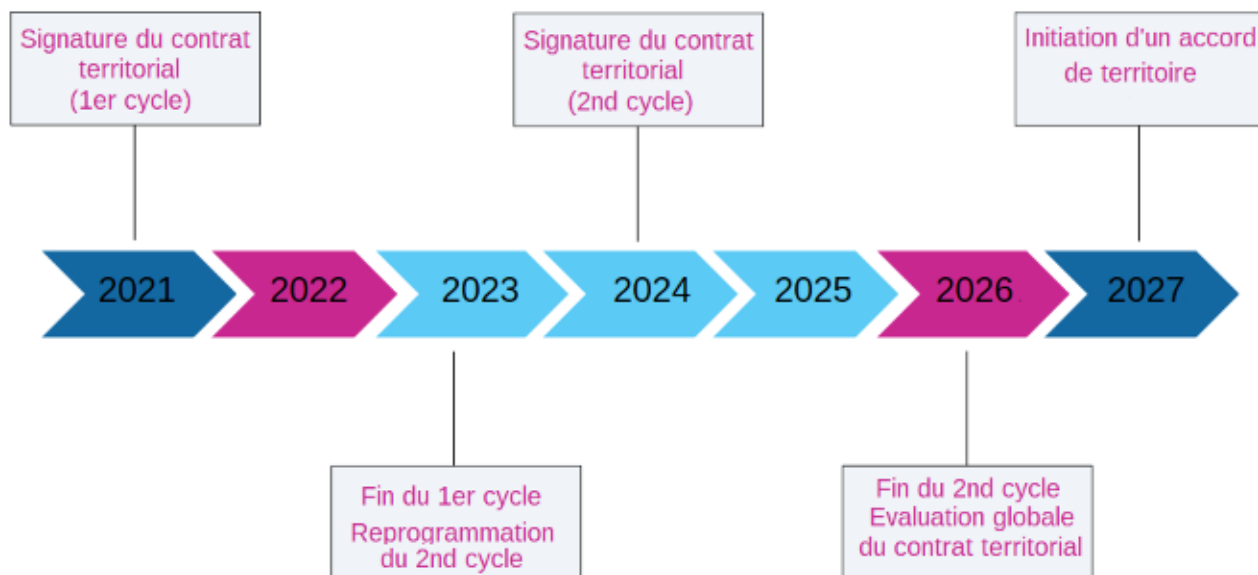 Signature du contrat
territorial
(1er cycle)
Signature du contrat
territorial
(2nd cycle)
Initiation d'un accord
de territoire
2021
2022
2023
2024
2025
2026
2027
Fin du 1er cycle
Reprogrammation
du 2nd cycle
Fin du 2nd cycle
Evaluation globale
du contrat territorial